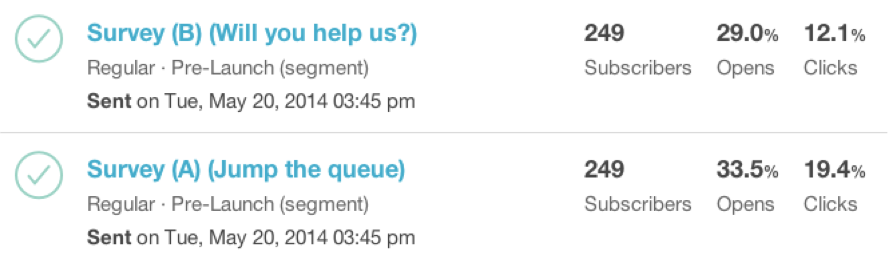 Survey (B) (Will you help us?) 249 29.0% 12.1%
Regular · Pre-Launch (segment) Subscribers Opens Clicks
Sent on Tue, May 20, 2014 03:45 pm
Survey (A) (Jump the queue) 249 33.5% 19.4%
Regular · Pre-Launch (segment) Subscribers Opens Clicks
Sent on Tue, May 20, 2014 03:45 pm